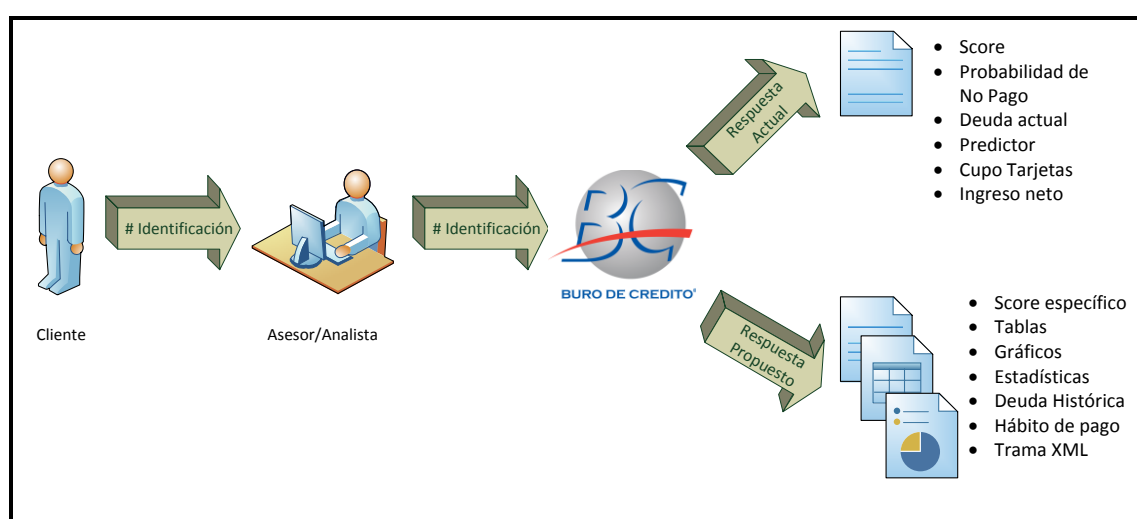 Cliente
# Identificación
Asesor/Analista
# Identificación
BC
BURO DE CREDITO®
Respuesta
Actual
• Score
• Probabilidad de
No Pago
• Deuda actual
• Predictor
• Cupo Tarjetas
• Ingreso neto
Respuesta
Propuesto
• Score específico
• Tablas
• Gráficos
• Estadísticas
• Deuda Histórica
• Hábito de pago
• Trama XML